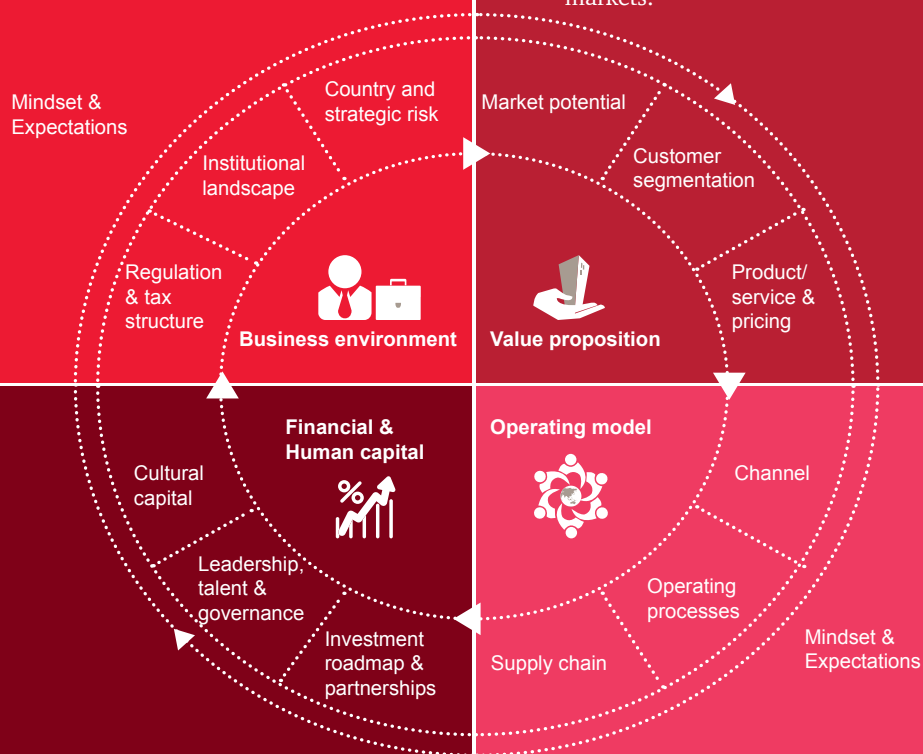 markets.
Mindset &
Expectations
Country and
strategic risk
Institutional
landscape
Regulation
& tax
structure
Business environment
Market potential
Customer
segmentation
Product/
service &
pricing
Value proposition
Financial &
Human capital
%
Cultural
capital
Leadership,
talent &
governance
Investment
roadmap &
partnerships
Operating model
Channel
Operating
processes
Supply chain
Mindset &
Expectations